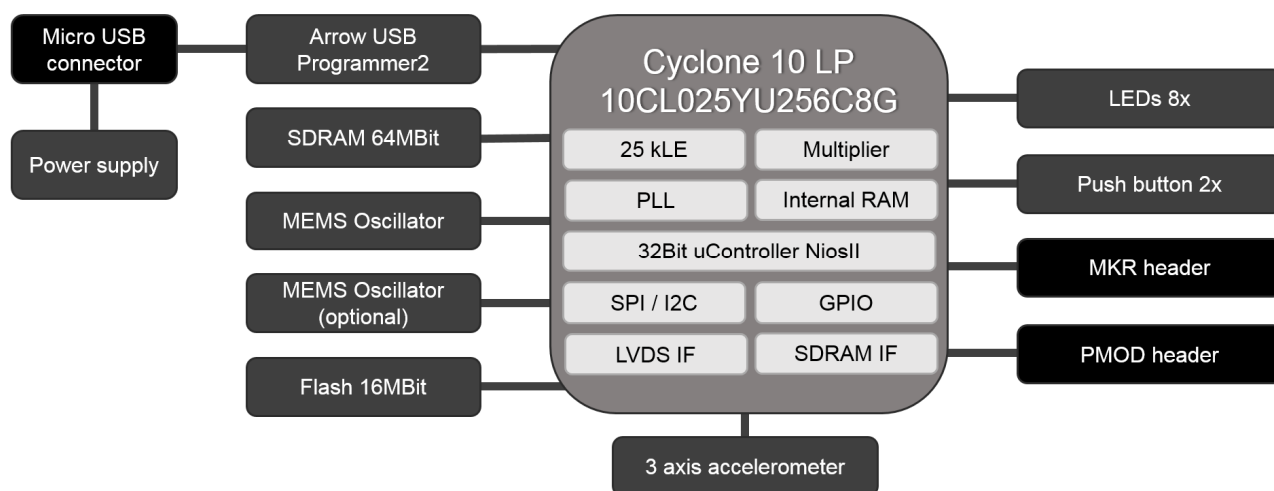 Micro USB
connector
Power supply
Arrow USB
Programmer2
SDRAM 64MBit
MEMS Oscillator
MEMS Oscillator
(optional)
Flash 16MBit
Cyclone 10 LP
10CL025YU256C8G
25 kLE
Multiplier
PLL
Internal RAM
32Bit uController NiosII
SPI / I2C
GPIO
LVDS IF
SDRAM IF
3 axis accelerometer
LEDs 8x
Push button 2x
MKR header
PMOD header